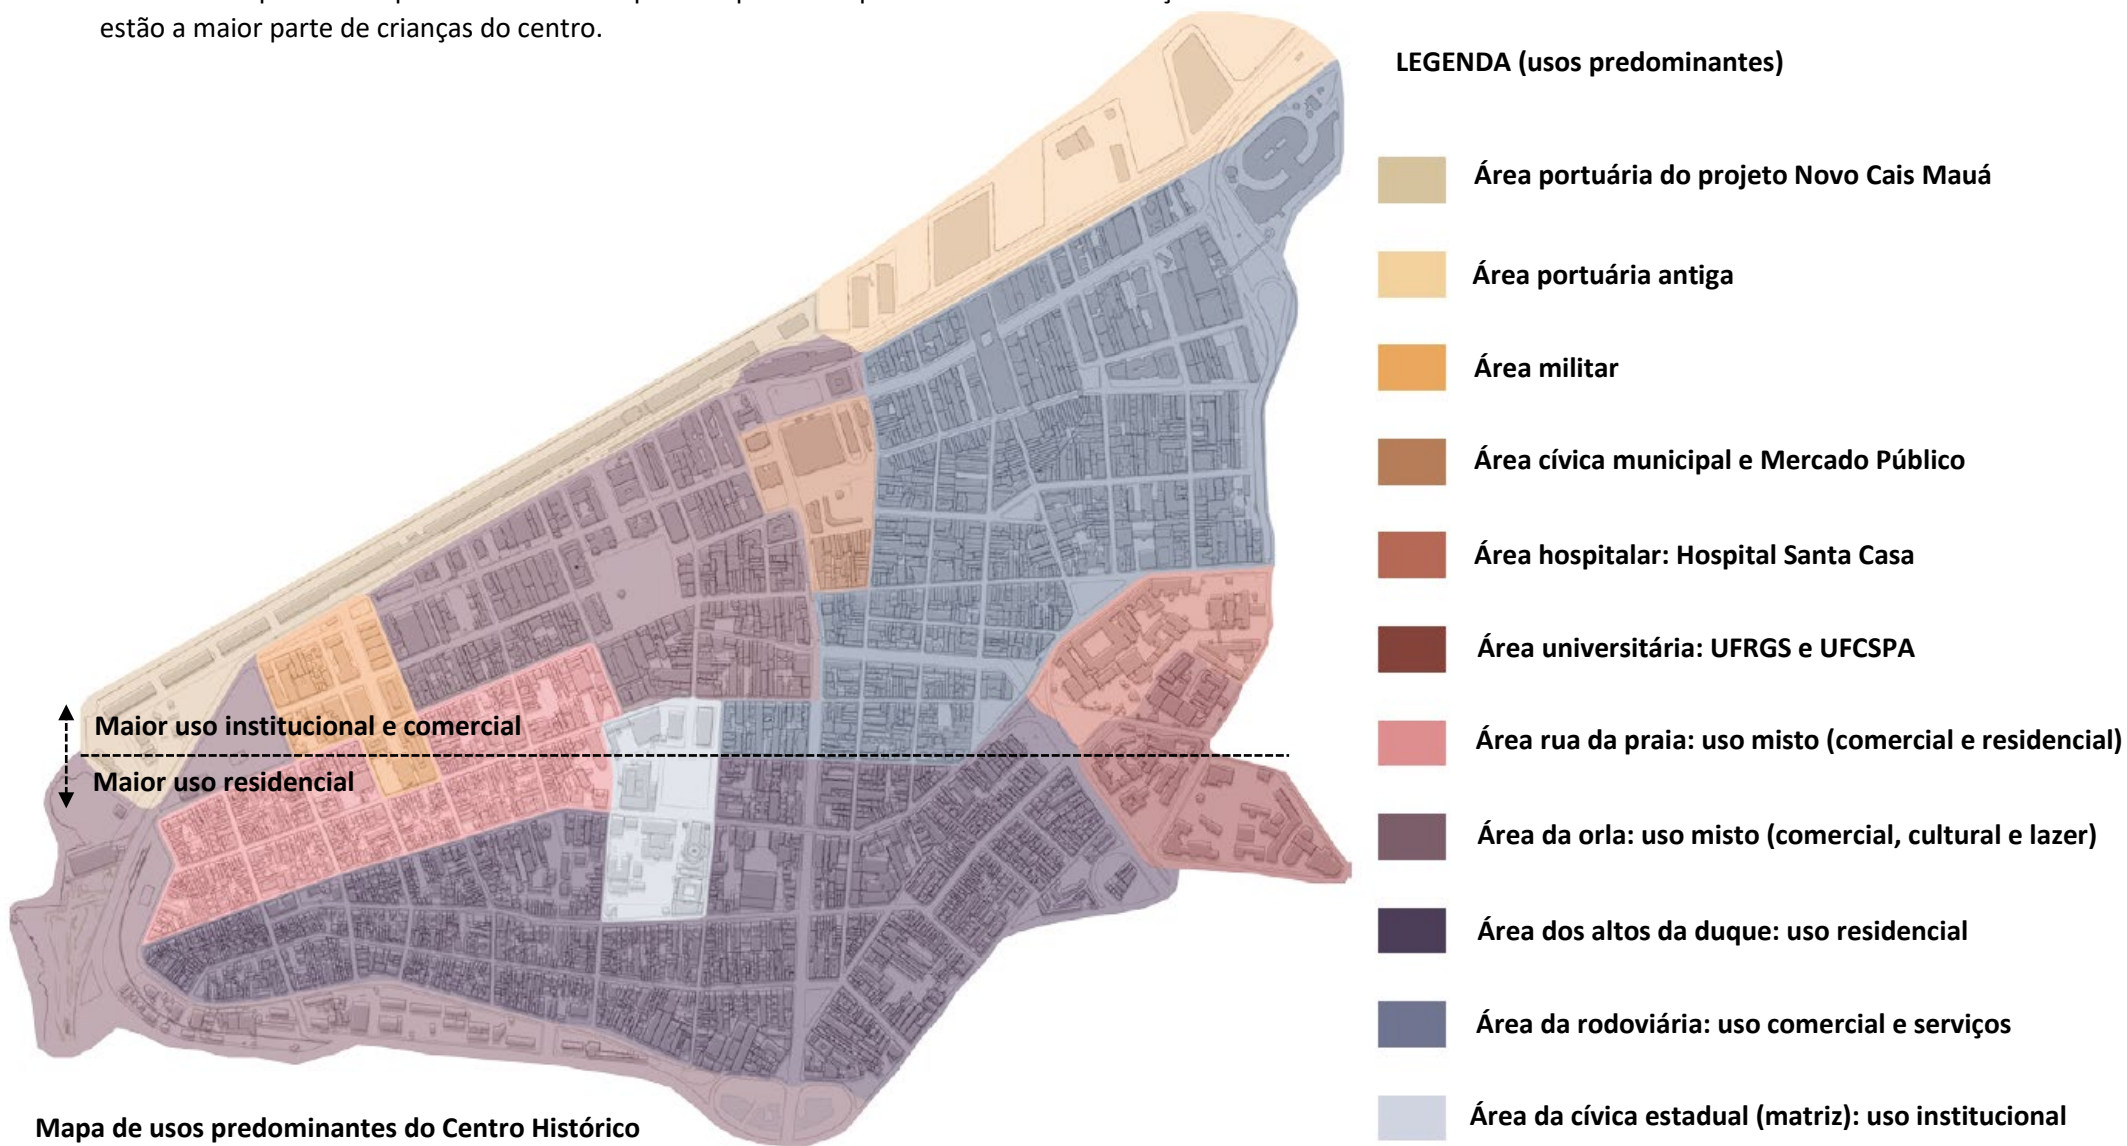 estão a maior parte de crianças do centro.
LEGENDA (usos predominantes)
Área portuária do projeto Novo Cais Mauá
Área portuária antiga
Área militar
Área cívica municipal e Mercado Público
Área hospitalar: Hospital Santa Casa
Área universitária: UFRGS e UFCSPA
Área rua da praia: uso misto (comercial e residencial)
Área da orla: uso misto (comercial, cultural e lazer)
Área dos altos da duque: uso residencial
Área da rodoviária: uso comercial e serviços
Área da cívica estadual (matriz): uso institucional
Maior uso institucional e comercial
Maior uso residencial
Mapa de usos predominantes do Centro Histórico